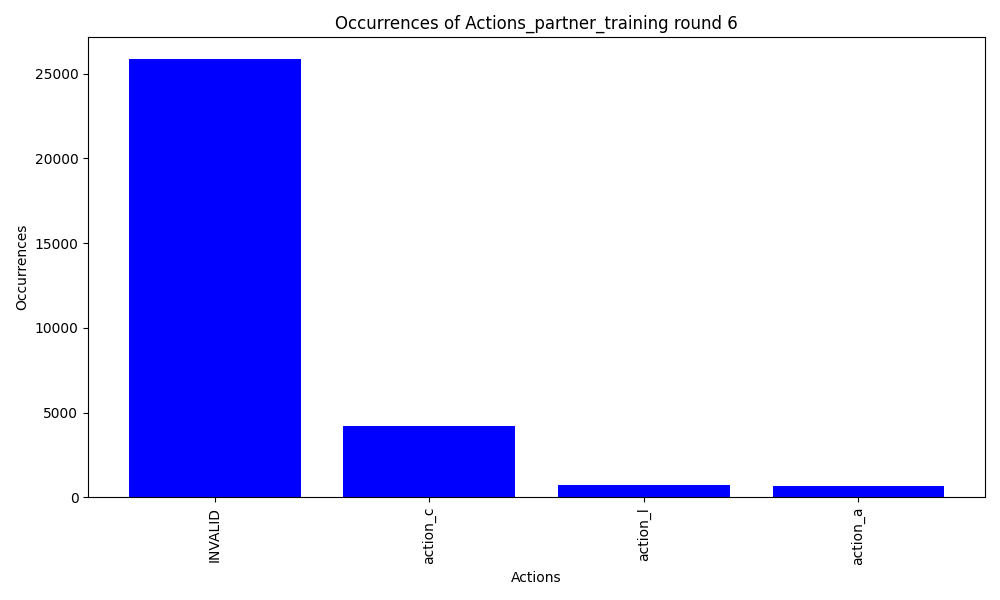 Occurrences of Actions_partner_training round 6
25000
20000
15000
10000
5000
0
Occurrences
INVALID
action_c
action_l
action_a
Actions